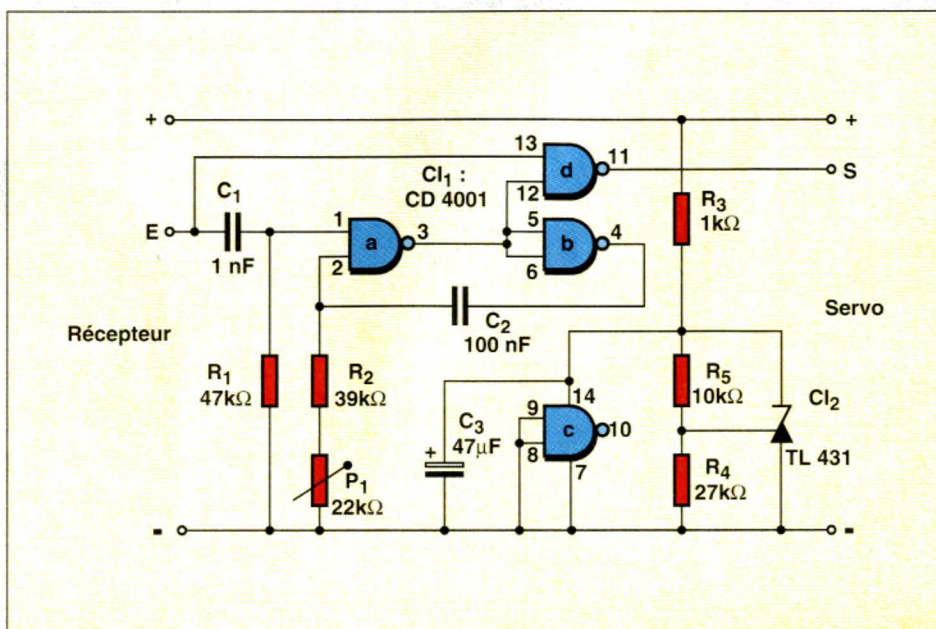 +
+
13
11
d
S
12
CI1 :
CD 4001
C1
R3
1kΩ
E
1
5
a
3
b
4
1 nF
2
6
C2
100 nF
Récepteur
Servo
R1
47kΩ
R2
39kΩ
14
R5
10kΩ
CI2
9
c
10
C3
+
47µF
8
TL 431
P1
22kΩ
7
R4
27kΩ
-
-